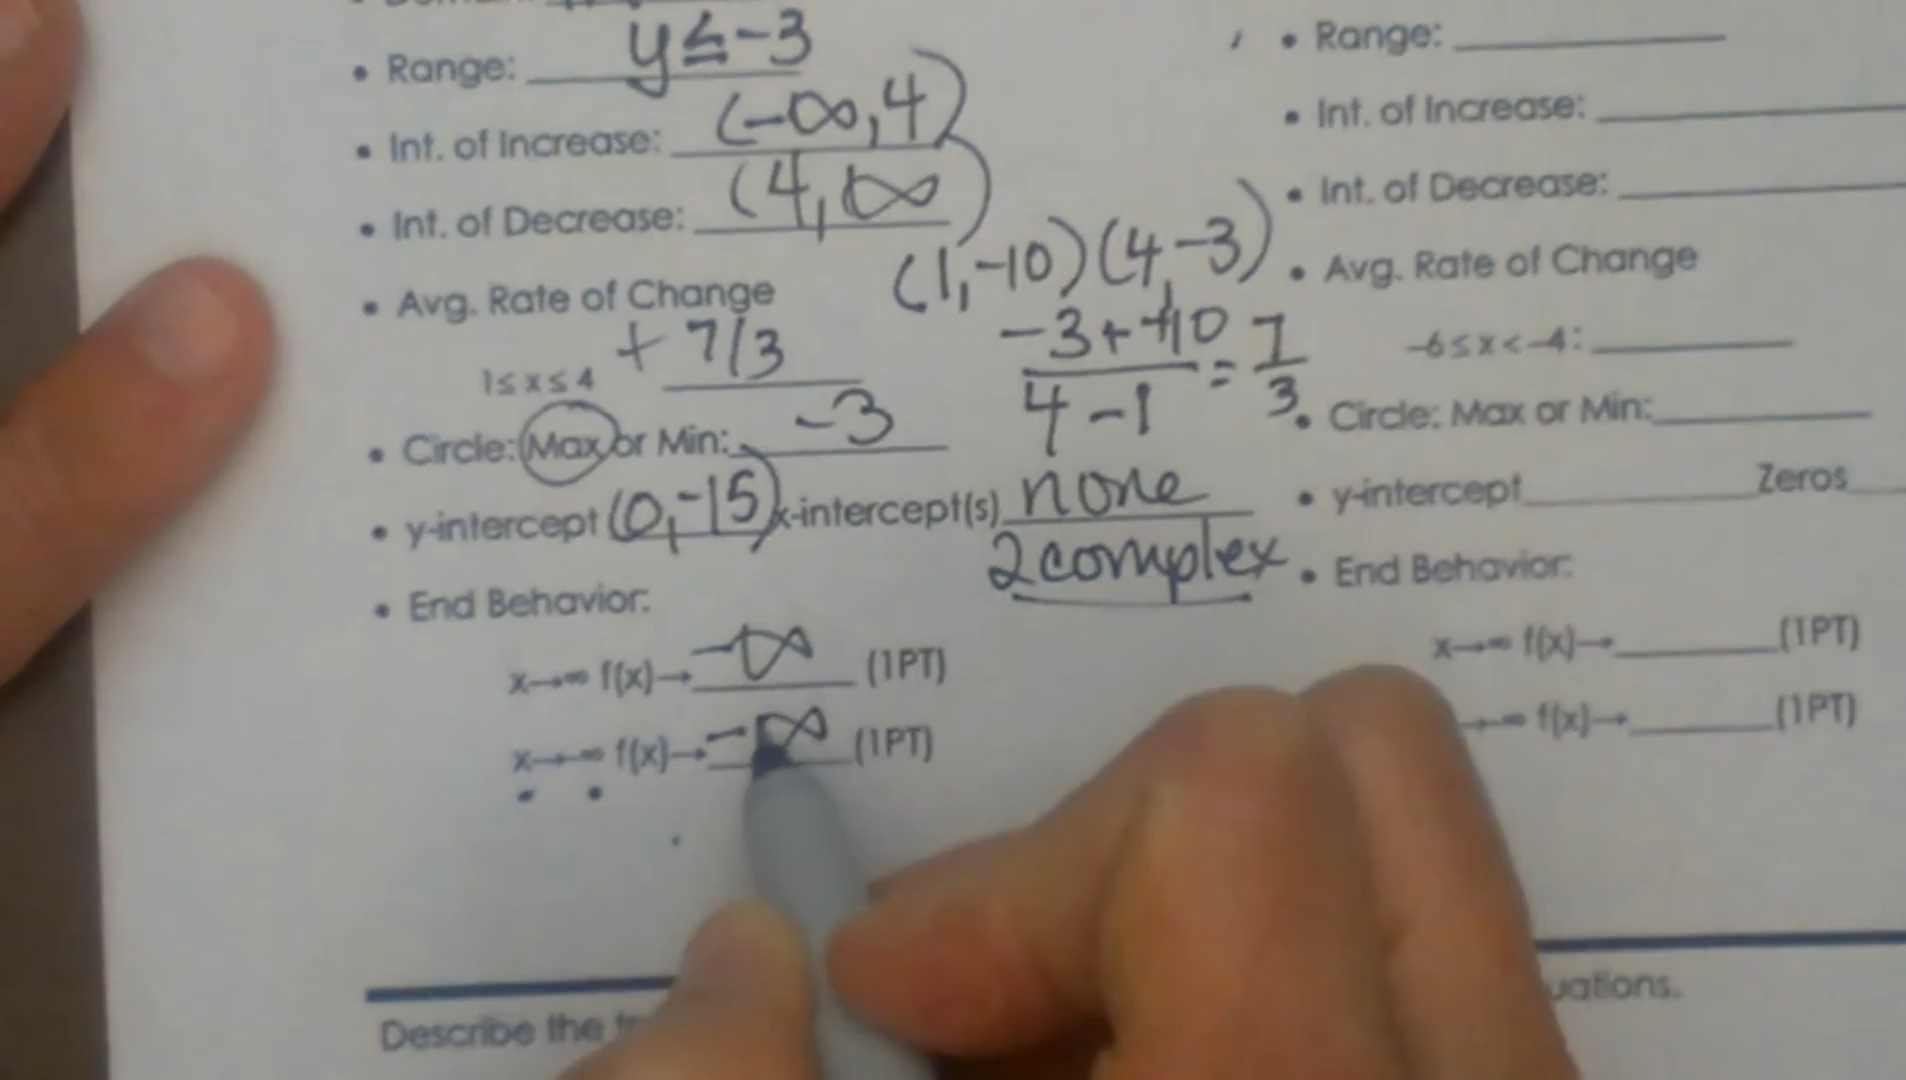 • Range: y ≤ -3
• Int. of Increase: (-∞, 4)
• Int. of Decrease: (4, ∞)
• Avg. Rate of Change
1 ≤ x ≤ 4 + 7/3
(1, -10) (4, -3)
-3 + +10 = 7
4 - 1 3
• Circle: Max or Min: -3
• y-intercept (0, -15) x-intercept(s) none
2 complex
• End Behavior:
x→∞ f(x)→ -∞ (1PT)
x→-∞ f(x)→ -∞ (1PT)
Describe the
• Range:
• Int. of Increase:
• Int. of Decrease:
• Avg. Rate of Change
-6 ≤ x < -4:
• Circle: Max or Min:
• y-intercept Zeros
• End Behavior:
x→∞ f(x)→ (1PT)
→-∞ f(x)→ (1PT)
uations.